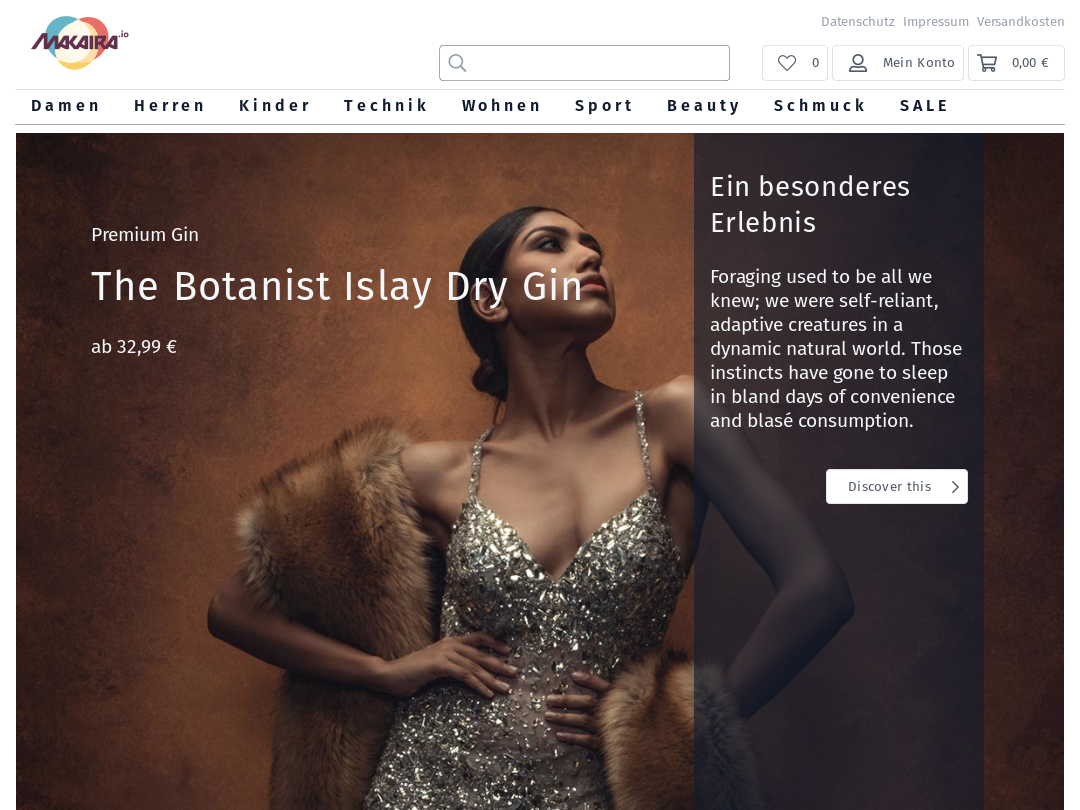 Datenschutz Impressum Versandkosten
MAKAIRA.io
0
Mein Konto
0,00 €
Damen Herren Kinder Technik Wohnen Sport Beauty Schmuck SALE
Premium Gin
The Botanist Islay Dry Gin
ab 32,99 €
Ein besonderes
Erlebnis
Foraging used to be all we
knew; we were self-reliant,
adaptive creatures in a
dynamic natural world. Those
instincts have gone to sleep
in bland days of convenience
and blasé consumption.
Discover this